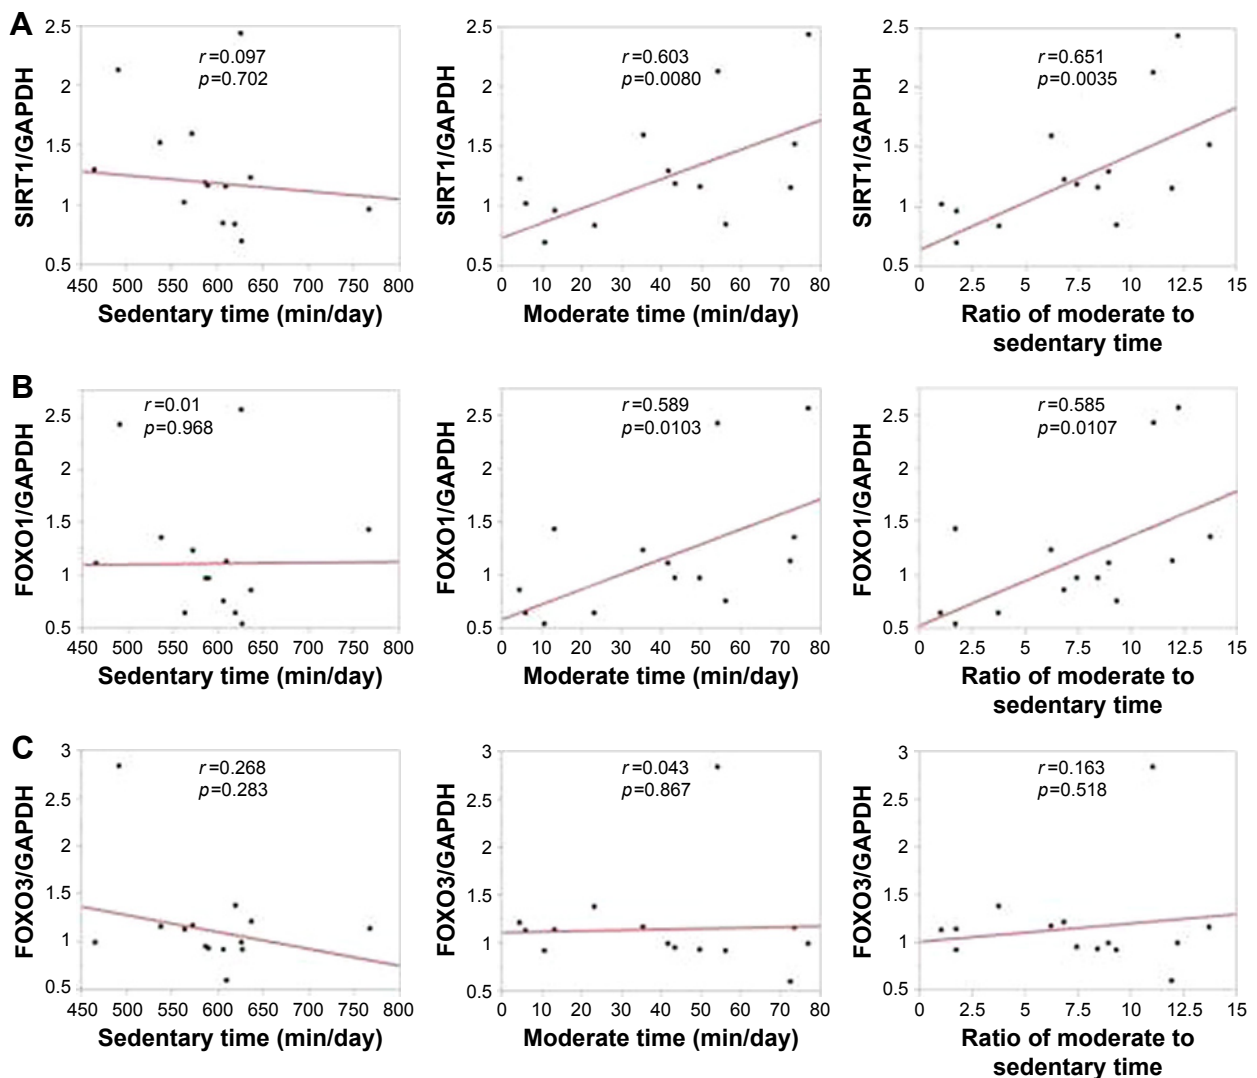 A
SIRT1/GAPDH
2.5
2
1.5
1
0.5
r=0.097
p=0.702
450 500 550 600 650 700 750 800
Sedentary time (min/day)
SIRT1/GAPDH
2.5
2
1.5
1
0.5
r=0.603
p=0.0080
0 10 20 30 40 50 60 70 80
Moderate time (min/day)
SIRT1/GAPDH
2.5
2
1.5
1
0.5
r=0.651
p=0.0035
0 2.5 5 7.5 10 12.5 15
Ratio of moderate to
sedentary time
B
FOXO1/GAPDH
2.5
2
1.5
1
0.5
r=0.01
p=0.968
450 500 550 600 650 700 750 800
Sedentary time (min/day)
FOXO1/GAPDH
2.5
2
1.5
1
0.5
r=0.589
p=0.0103
0 10 20 30 40 50 60 70 80
Moderate time (min/day)
FOXO1/GAPDH
2.5
2
1.5
1
0.5
r=0.585
p=0.0107
0 2.5 5 7.5 10 12.5 15
Ratio of moderate to
sedentary time
C
FOXO3/GAPDH
3
2.5
2
1.5
1
0.5
r=0.268
p=0.283
450 500 550 600 650 700 750 800
Sedentary time (min/day)
FOXO3/GAPDH
3
2.5
2
1.5
1
0.5
r=0.043
p=0.867
0 10 20 30 40 50 60 70 80
Moderate time (min/day)
FOXO3/GAPDH
3
2.5
2
1.5
1
0.5
r=0.163
p=0.518
0 2.5 5 7.5 10 12.5 15
Ratio of moderate to
sedentary time